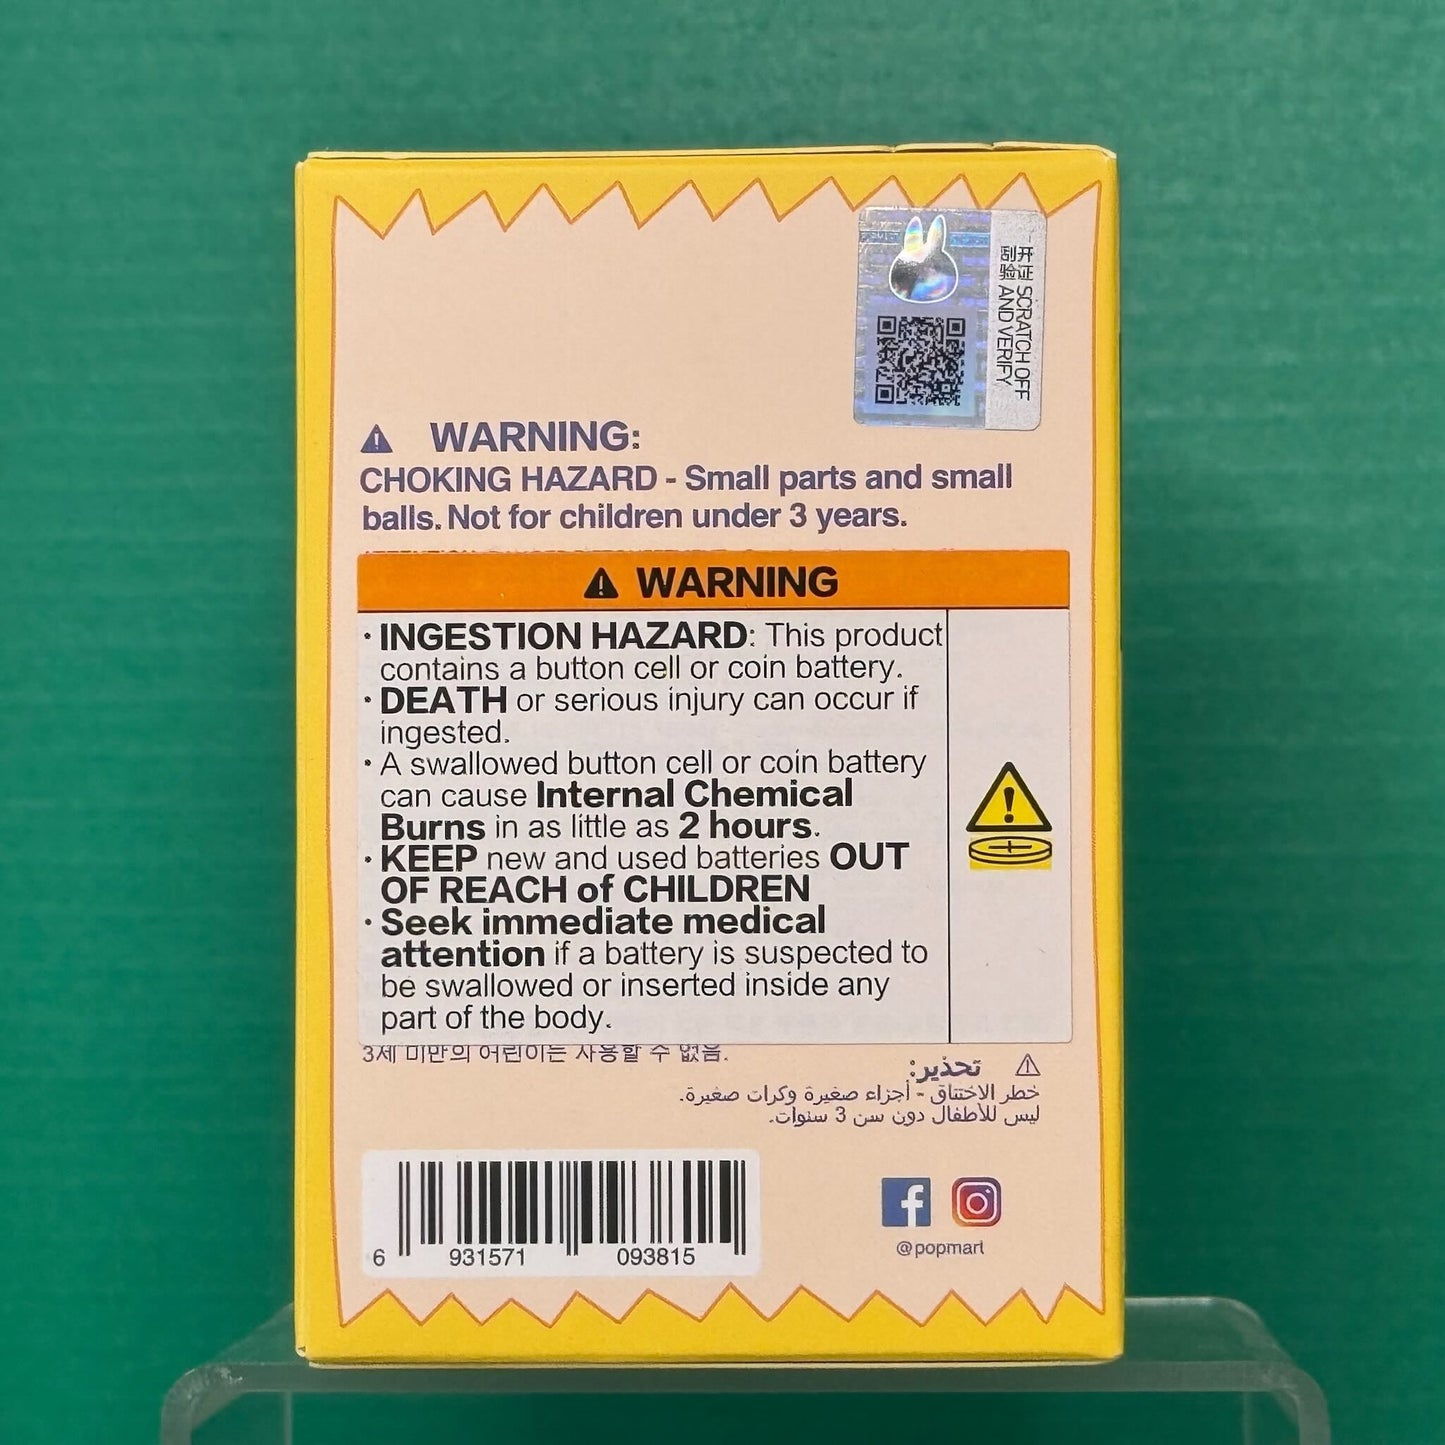 一刮
开验
证 SCRATCH OFF
AND VERIFY
WARNING:
CHOKING HAZARD - Small parts and small
balls. Not for children under 3 years.
WARNING
· INGESTION HAZARD: This product
contains a button cell or coin battery.
· DEATH or serious injury can occur if
ingested.
· A swallowed button cell or coin battery
can cause Internal Chemical
Burns in as little as 2 hours.
· KEEP new and used batteries OUT
OF REACH of CHILDREN
· Seek immediate medical
attention if a battery is suspected to
be swallowed or inserted inside any
part of the body.
3세 미만의 어린이는 사용할 수 없음.
تحذير:
خطر الاختناق - أجزاء صغيرة وكرات صغيرة.
ليس للأطفال دون سن 3 سنوات.
6 931571 093815
@popmart